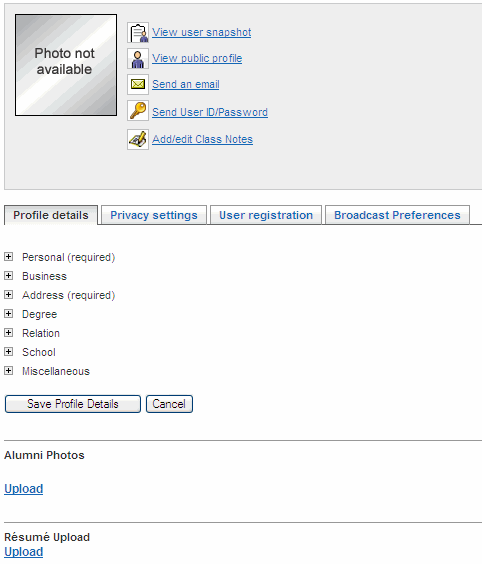 Photo not
available
View user snapshot
View public profile
Send an email
Send User ID/Password
Add/edit Class Notes
Profile details
Privacy settings
User registration
Broadcast Preferences
Personal (required)
Business
Address (required)
Degree
Relation
School
Miscellaneous
Save Profile Details
Cancel
Alumni Photos
Upload
Résumé Upload
Upload